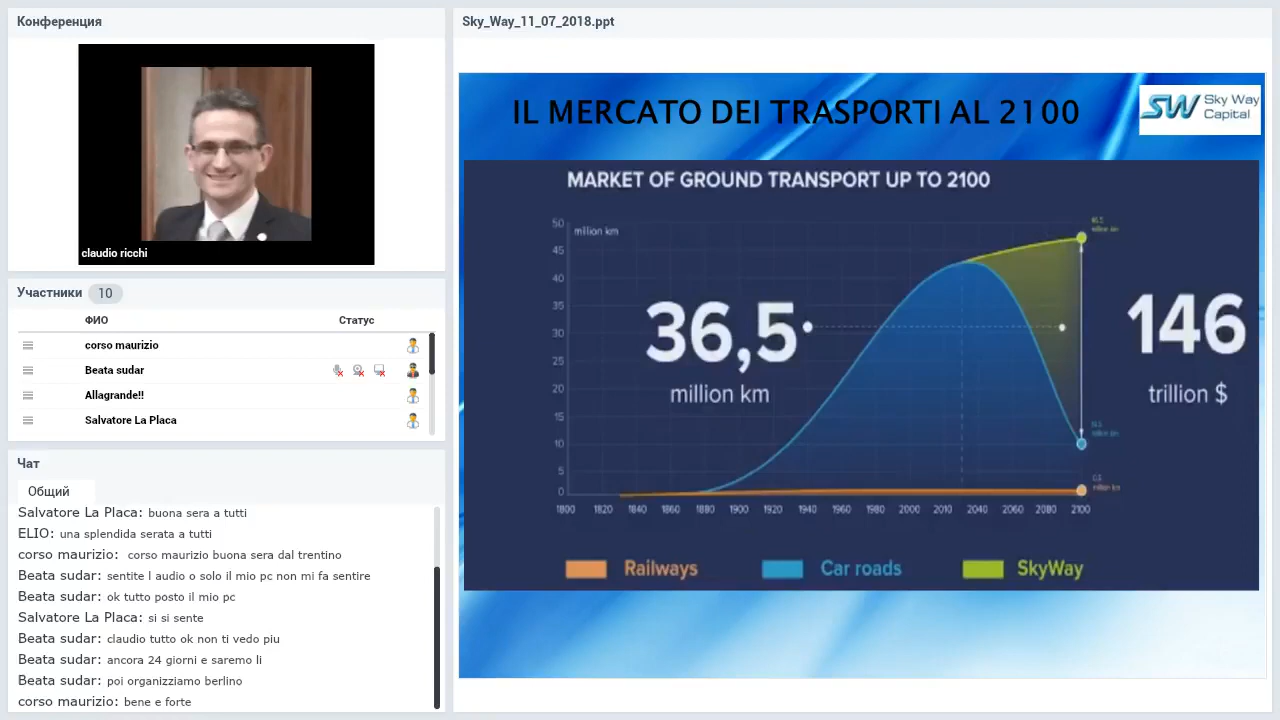 Конференция
claudio ricchi
Участники 10
ФИО Статус
corso maurizio
Beata sudar
Allagrande!!
Salvatore La Placa
Чат
Общий
Salvatore La Placa: buona sera a tutti
ELIO: una splendida serata a tutti
corso maurizio: corso maurizio buona sera dal trentino
Beata sudar: sentite l audio o solo il mio pc non mi fa sentire
Beata sudar: ok tutto posto il mio pc
Salvatore La Placa: si si sente
Beata sudar: claudio tutto ok non ti vedo piu
Beata sudar: ancora 24 giorni e saremo li
Beata sudar: poi organizziamo berlino
corso maurizio: bene e forte
Sky_Way_11_07_2018.ppt
IL MERCATO DEI TRASPORTI AL 2100
SW Sky Way
Capital
MARKET OF GROUND TRANSPORT UP TO 2100
million km
50
45
40
35
30
25
20
15
10
5
0
36,5
million km
146
trillion $
1800 1820 1840 1860 1880 1900 1920 1940 1960 1980 2000 2020 2040 2060 2080 2100
Railways Car roads SkyWay